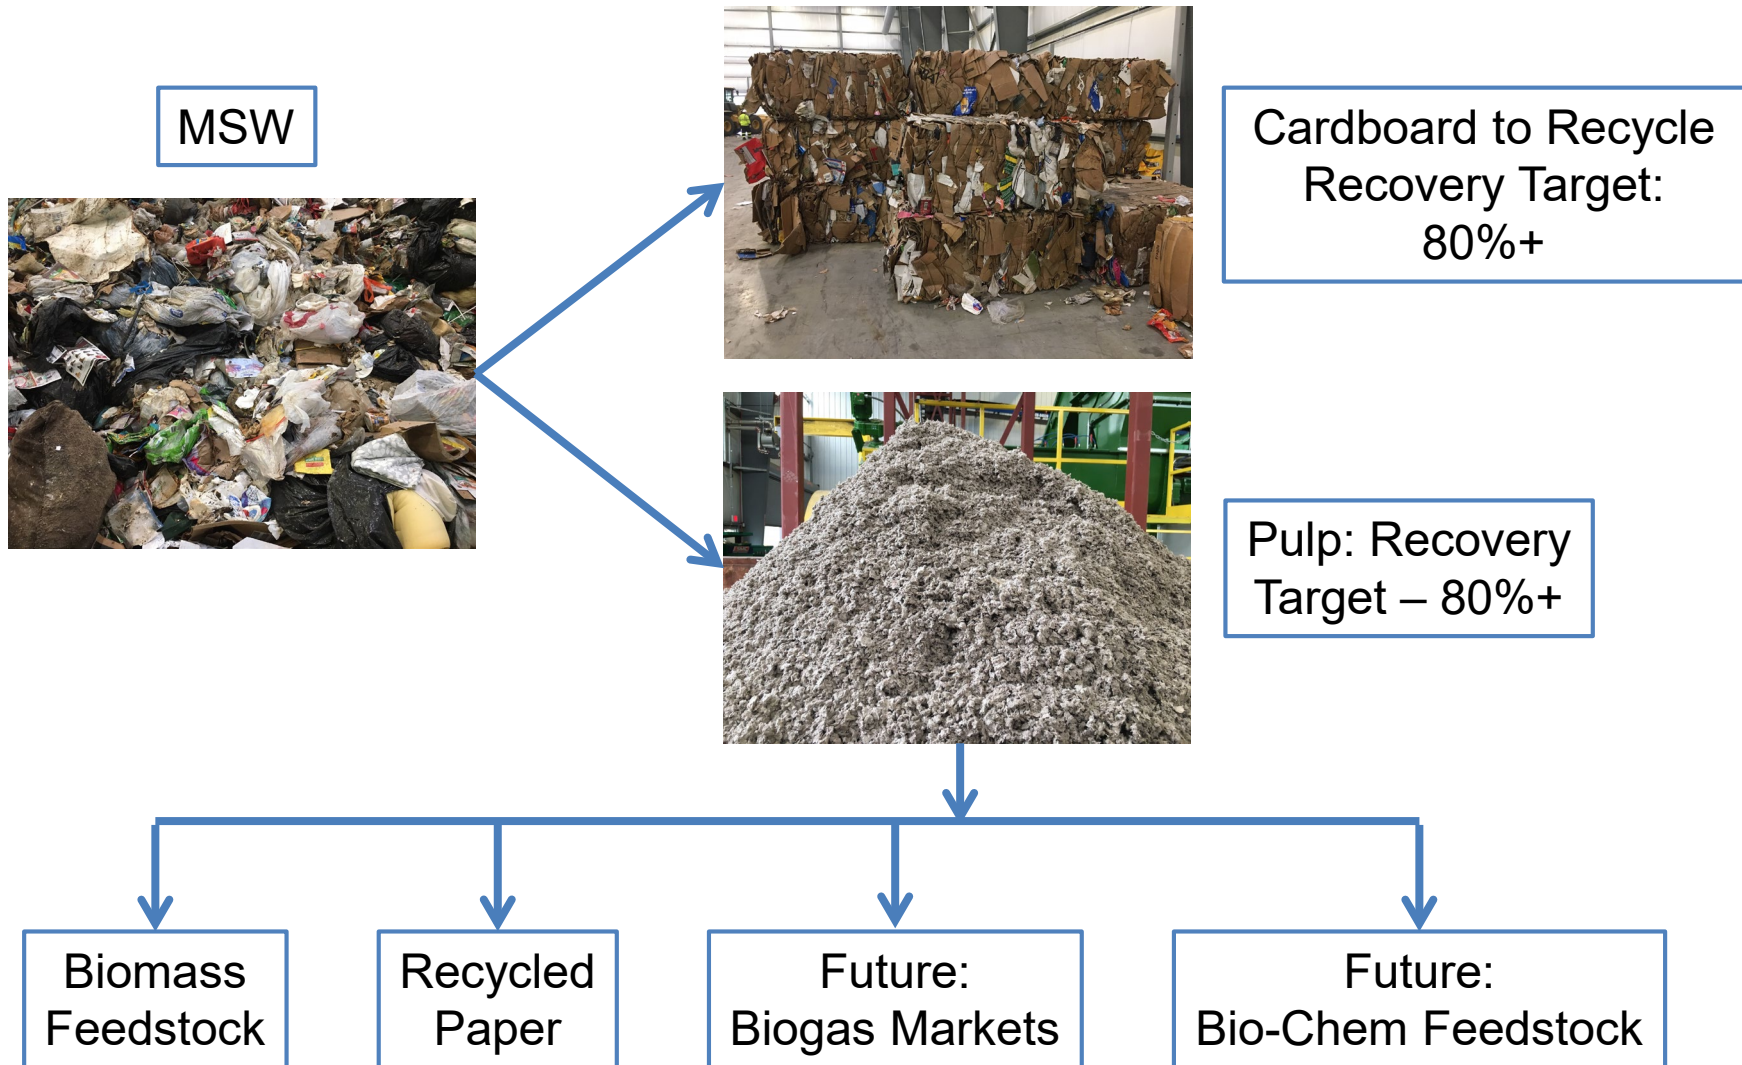 MSW
Cardboard to Recycle
Recovery Target:
80%+
Pulp: Recovery
Target – 80%+
Biomass
Feedstock
Recycled
Paper
Future:
Biogas Markets
Future:
Bio-Chem Feedstock